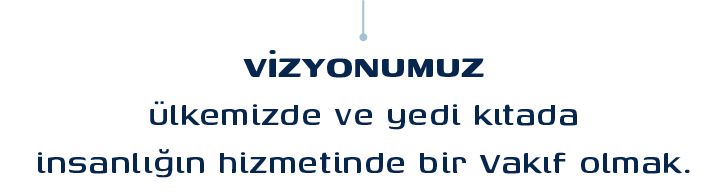 VİZYONUMUZ
ülkemizde ve yedi kıtada
insanlığın hizmetinde bir Vakıf olmak.